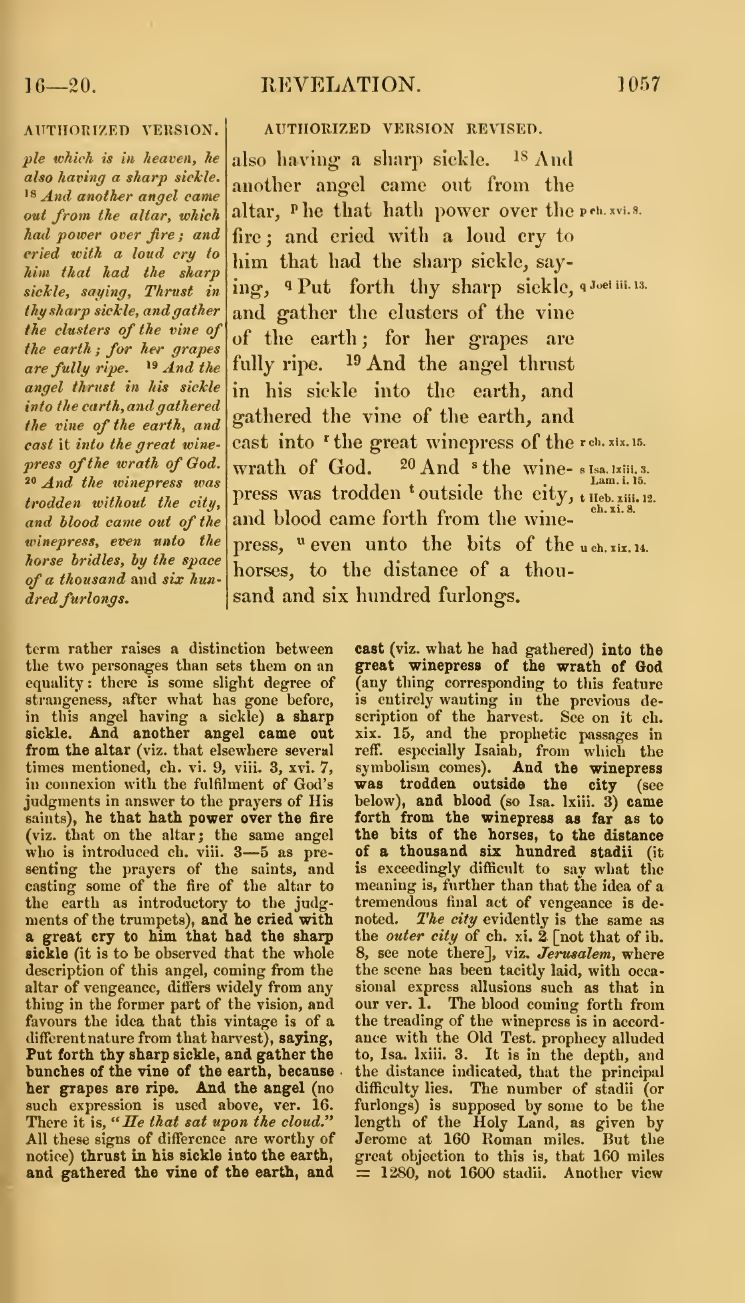 16—20.
REVELATION.
1057
AUTHORIZED VERSION.
ple which is in heaven, he
also having a sharp sickle.
18 And another angel came
out from the altar, which
had power over fire; and
cried with a loud cry to
him that had the sharp
sickle, saying, Thrust in
thy sharp sickle, and gather
the clusters of the vine of
the earth; for her grapes
are fully ripe. 19 And the
angel thrust in his sickle
into the earth, and gathered
the vine of the earth, and
cast it into the great wine-
press of the wrath of God.
20 And the winepress was
trodden without the city,
and blood came out of the
winepress, even unto the
horse bridles, by the space
of a thousand and six hun-
dred furlongs.
AUTHORIZED VERSION REVISED.
also having a sharp sickle. 18 And
another angel came out from the
altar, p he that hath power over the
fire; and cried with a loud cry to
him that had the sharp sickle, say-
ing, q Put forth thy sharp sickle,
and gather the clusters of the vine
of the earth; for her grapes are
fully ripe. 19 And the angel thrust
in his sickle into the earth, and
gathered the vine of the earth, and
cast into r the great winepress of the
wrath of God. 20 And s the wine-
press was trodden t outside the city,
and blood came forth from the wine-
press, u even unto the bits of the
horses, to the distance of a thou-
sand and six hundred furlongs.
p ch. xvi. 8.
q Joel iii. 13.
r ch. xix. 15.
s Isa. lxiii. 3.
Lam. i. 15.
t Heb. xiii. 12.
ch. xi. 8.
u ch. xix. 14.
term rather raises a distinction between
the two personages than sets them on an
equality: there is some slight degree of
strangeness, after what has gone before,
in this angel having a sickle) a sharp
sickle. And another angel came out
from the altar (viz. that elsewhere several
times mentioned, ch. vi. 9, viii. 3, xvi. 7,
in connexion with the fulfilment of God's
judgments in answer to the prayers of His
saints), he that hath power over the fire
(viz. that on the altar; the same angel
who is introduced ch. viii. 3—5 as pre-
senting the prayers of the saints, and
casting some of the fire of the altar to
the earth as introductory to the judg-
ments of the trumpets), and he cried with
a great cry to him that had the sharp
sickle (it is to be observed that the whole
description of this angel, coming from the
altar of vengeance, differs widely from any
thing in the former part of the vision, and
favours the idea that this vintage is of a
different nature from that harvest), saying,
Put forth thy sharp sickle, and gather the
bunches of the vine of the earth, because
her grapes are ripe. And the angel (no
such expression is used above, ver. 16.
There it is, "He that sat upon the cloud."
All these signs of difference are worthy of
notice) thrust in his sickle into the earth,
and gathered the vine of the earth, and
cast (viz. what he had gathered) into the
great winepress of the wrath of God
(any thing corresponding to this feature
is entirely wanting in the previous de-
scription of the harvest. See on it ch.
xix. 15, and the prophetic passages in
reff. especially Isaiah, from which the
symbolism comes). And the winepress
was trodden outside the city (see
below), and blood (so Isa. lxiii. 3) came
forth from the winepress as far as to
the bits of the horses, to the distance
of a thousand six hundred stadii (it
is exceedingly difficult to say what the
meaning is, further than that the idea of a
tremendous final act of vengeance is de-
noted. The city evidently is the same as
the outer city of ch. xi. 2 [not that of ib.
8, see note there], viz. Jerusalem, where
the scene has been tacitly laid, with occa-
sional express allusions such as that in
our ver. 1. The blood coming forth from
the treading of the winepress is in accord-
ance with the Old Test. prophecy alluded
to, Isa. lxiii. 3. It is in the depth, and
the distance indicated, that the principal
difficulty lies. The number of stadii (or
furlongs) is supposed by some to be the
length of the Holy Land, as given by
Jerome at 160 Roman miles. But the
great objection to this is, that 160 miles
= 1280, not 1600 stadii. Another view